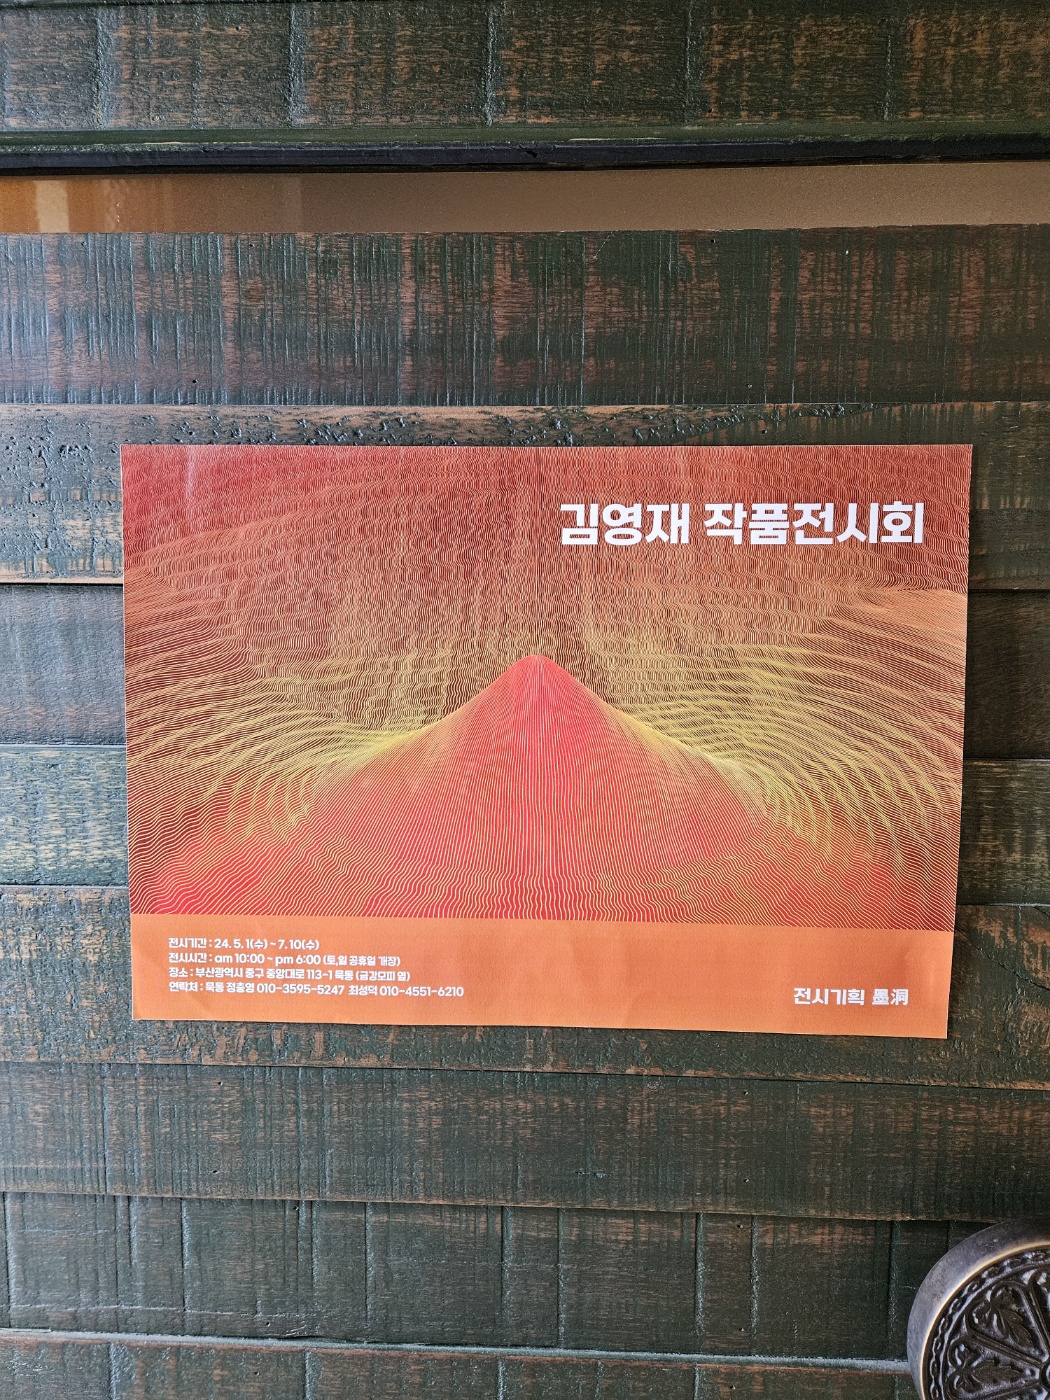 김영재 작품전시회
전시기간 : 24. 5. 1(수) ~ 7. 10(수)
전시시간 : am 10:00 ~ pm 6:00 (토,일 공휴일 개장)
장소 : 부산광역시 중구 중앙대로 113-1 묵동 (금강모피 옆)
연락처 : 묵동 정충영 010-3595-5247 최성덕 010-4551-6210
전시기획 墨洞